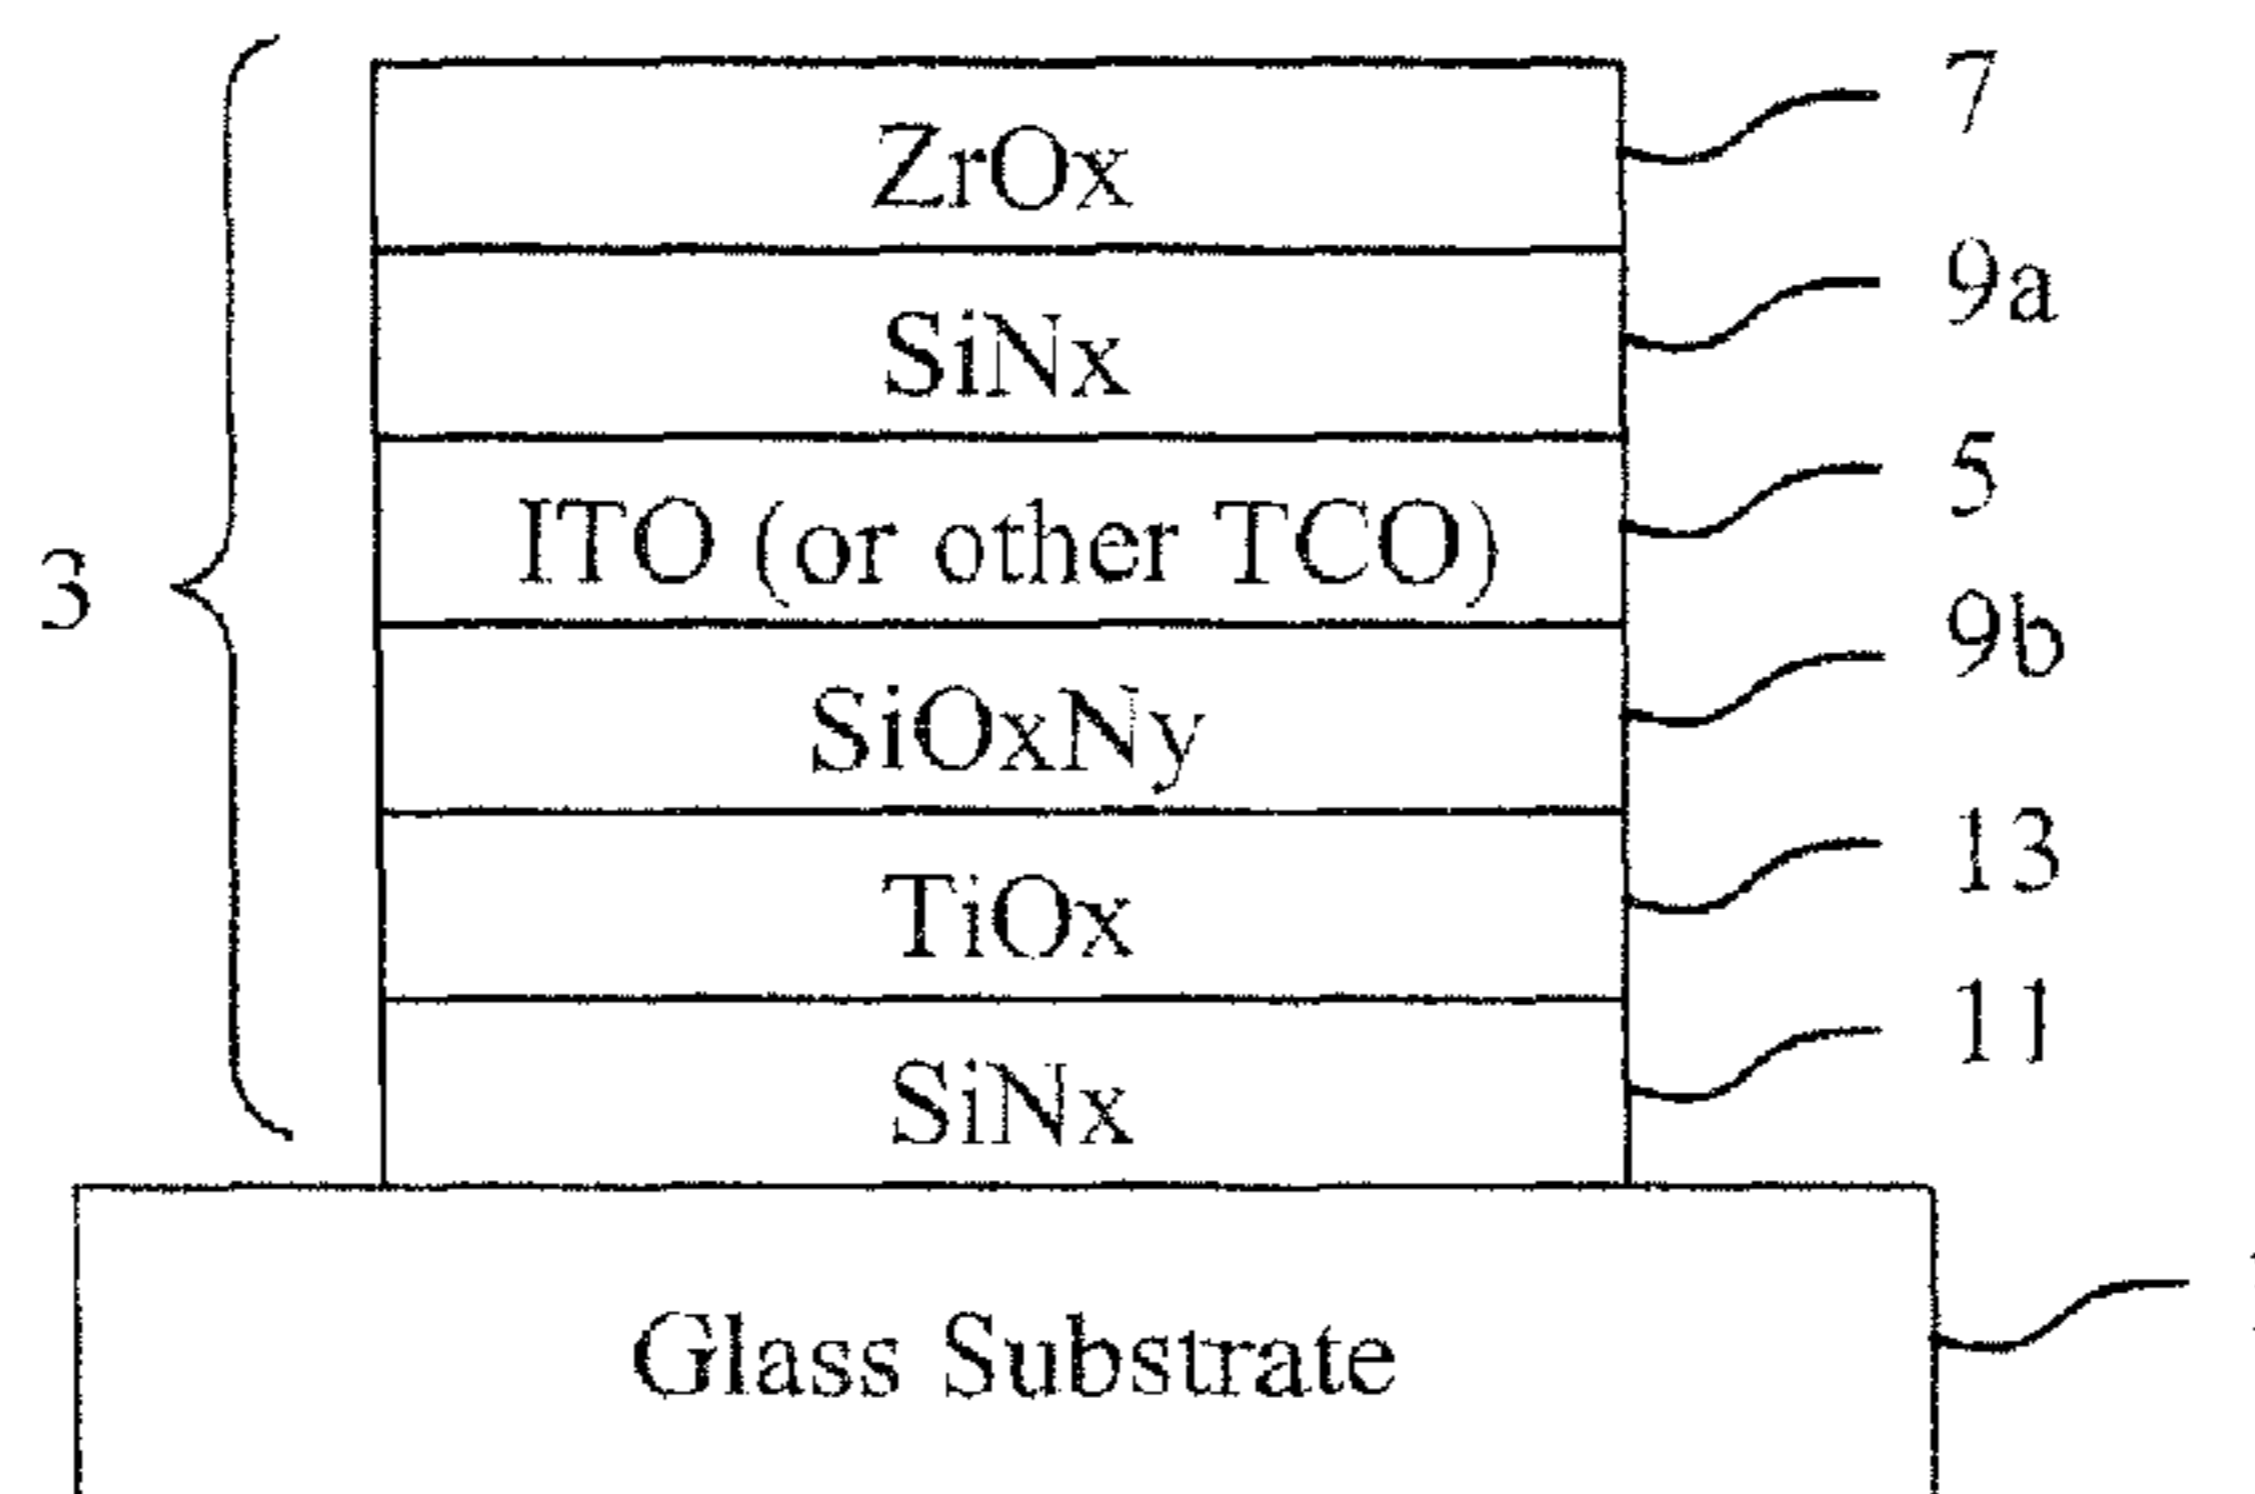 ZrOx 7
SiNx 9a
ITO (or other TCO) 5
3
SiOxNy 9b
TiOx 13
SiNx 11
Glass Substrate